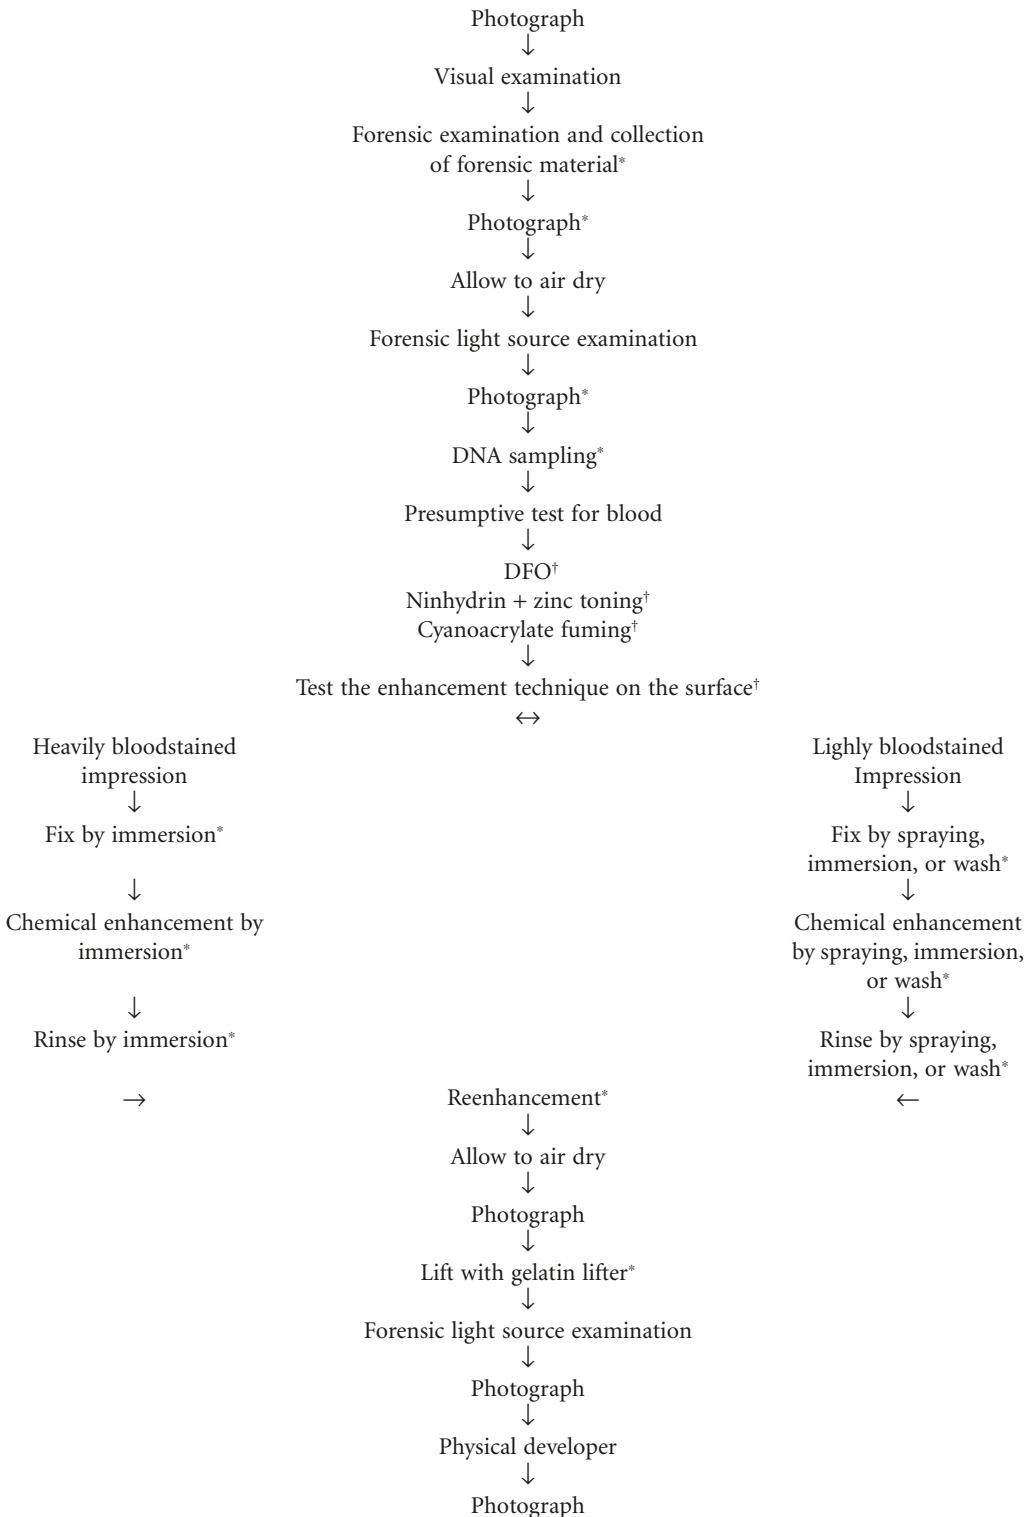 Photograph
↓
Visual examination
↓
Forensic examination and collection
of forensic material*
↓
Photograph*
↓
Allow to air dry
↓
Forensic light source examination
↓
Photograph*
↓
DNA sampling*
↓
Presumptive test for blood
↓
DFO†
Ninhydrin + zinc toning†
Cyanoacrylate fuming†
↓
Test the enhancement technique on the surface†
↔
Heavily bloodstained
impression
↓
Fix by immersion*
↓
Chemical enhancement by
immersion*
↓
Rinse by immersion*
→
Lighly bloodstained
Impression
↓
Fix by spraying,
immersion, or wash*
↓
Chemical enhancement
by spraying, immersion,
or wash*
↓
Rinse by spraying,
immersion, or wash*
←
Reenhancement*
↓
Allow to air dry
↓
Photograph
↓
Lift with gelatin lifter*
↓
Forensic light source examination
↓
Photograph
↓
Physical developer
↓
Photograph